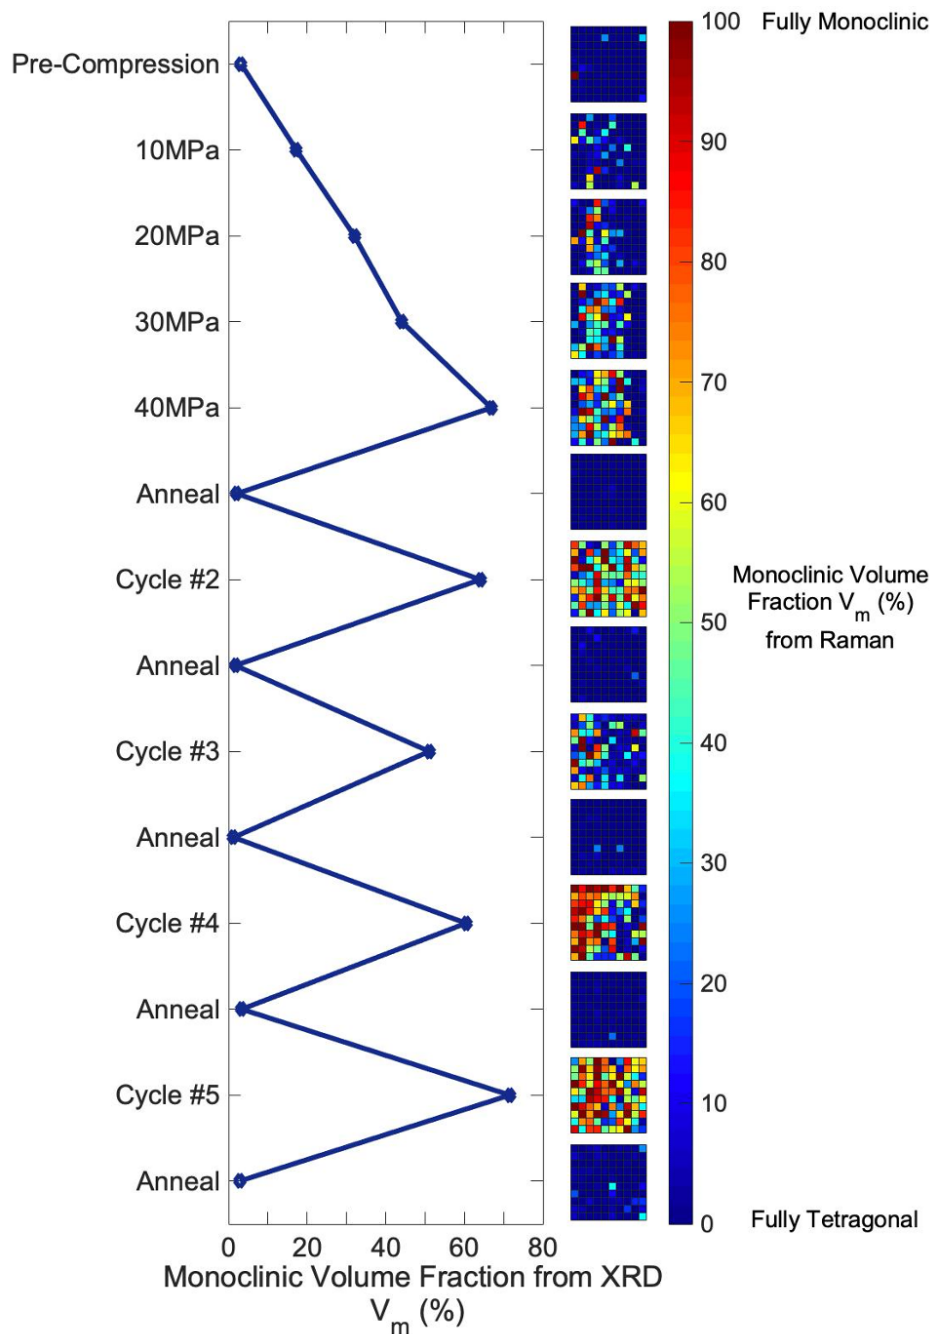 Pre-Compression
10MPa
20MPa
30MPa
40MPa
Anneal
Cycle #2
Anneal
Cycle #3
Anneal
Cycle #4
Anneal
Cycle #5
Anneal
0 20 40 60 80
Monoclinic Volume Fraction from XRD
V_m (%)
100 Fully Monoclinic
90
80
70
60
50
40
30
20
10
0 Fully Tetragonal
Monoclinic Volume
Fraction V_m (%)
from Raman